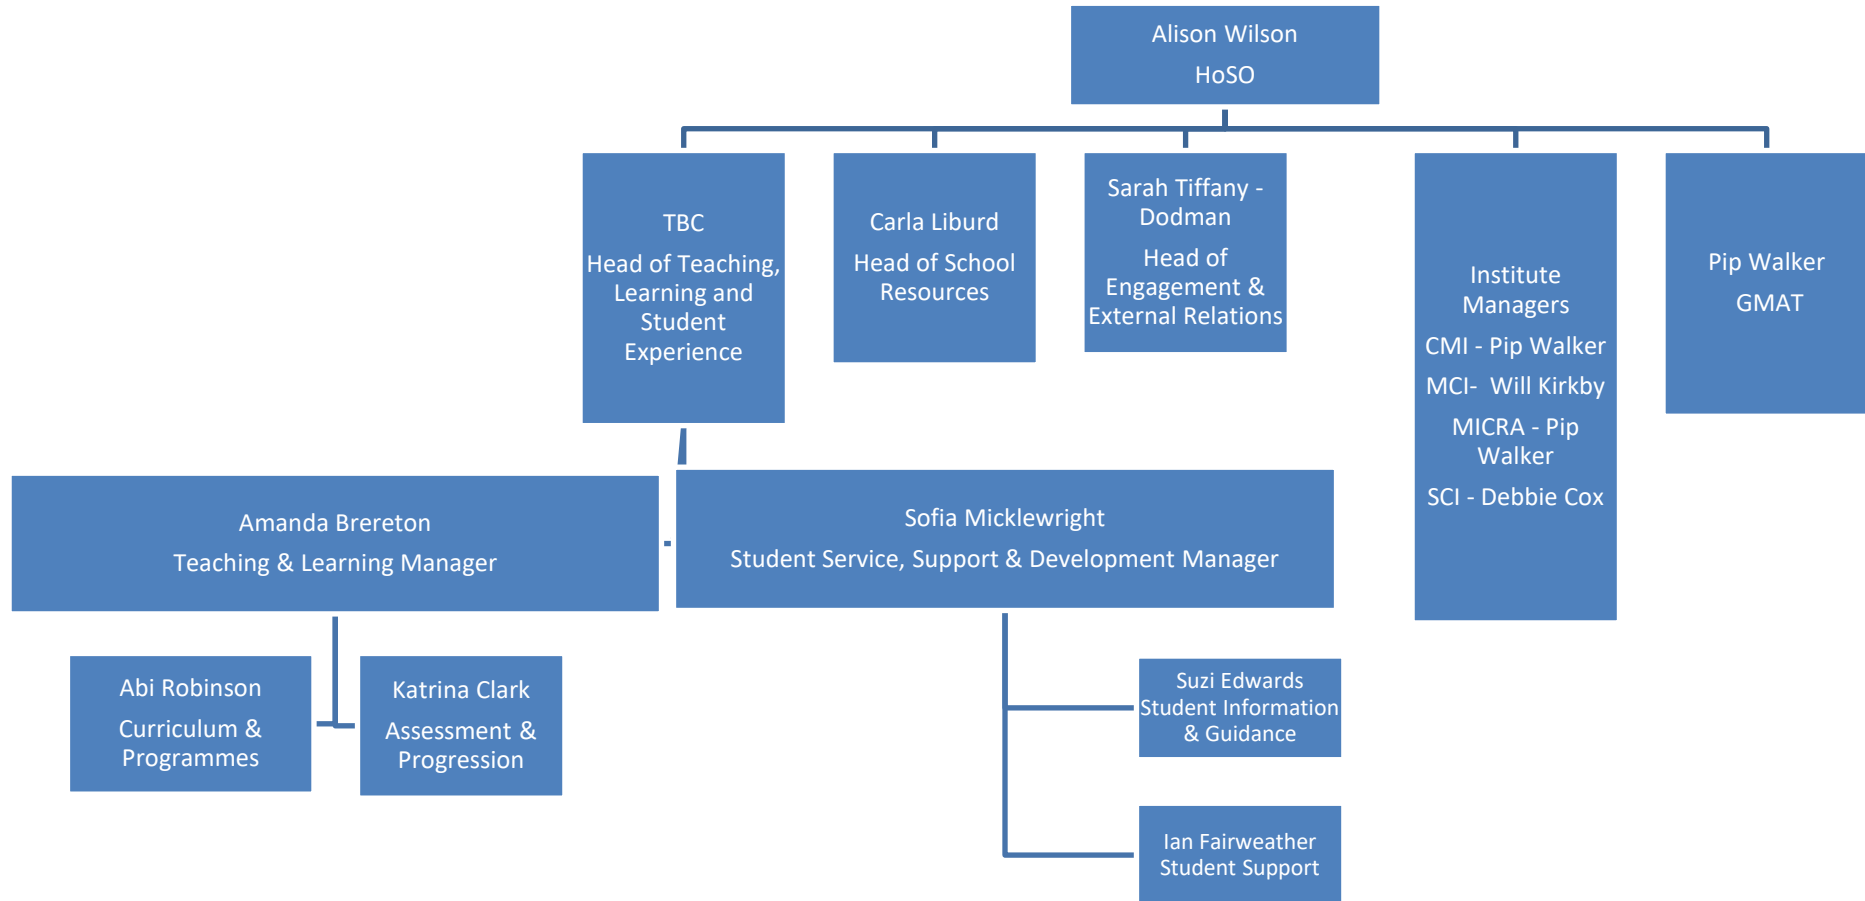 Alison Wilson
HoSO
TBC
Head of Teaching,
Learning and
Student
Experience
Carla Liburd
Head of School
Resources
Sarah Tiffany -
Dodman
Head of
Engagement &
External Relations
Institute
Managers
CMI - Pip Walker
MCI-  Will Kirkby
MICRA - Pip
Walker
SCI - Debbie Cox
Pip Walker
GMAT
Amanda Brereton
Teaching & Learning Manager
Sofia Micklewright
Student Service, Support & Development Manager
Abi Robinson
Curriculum &
Programmes
Katrina Clark
Assessment &
Progression
Suzi Edwards
Student Information
& Guidance
Ian Fairweather
Student Support